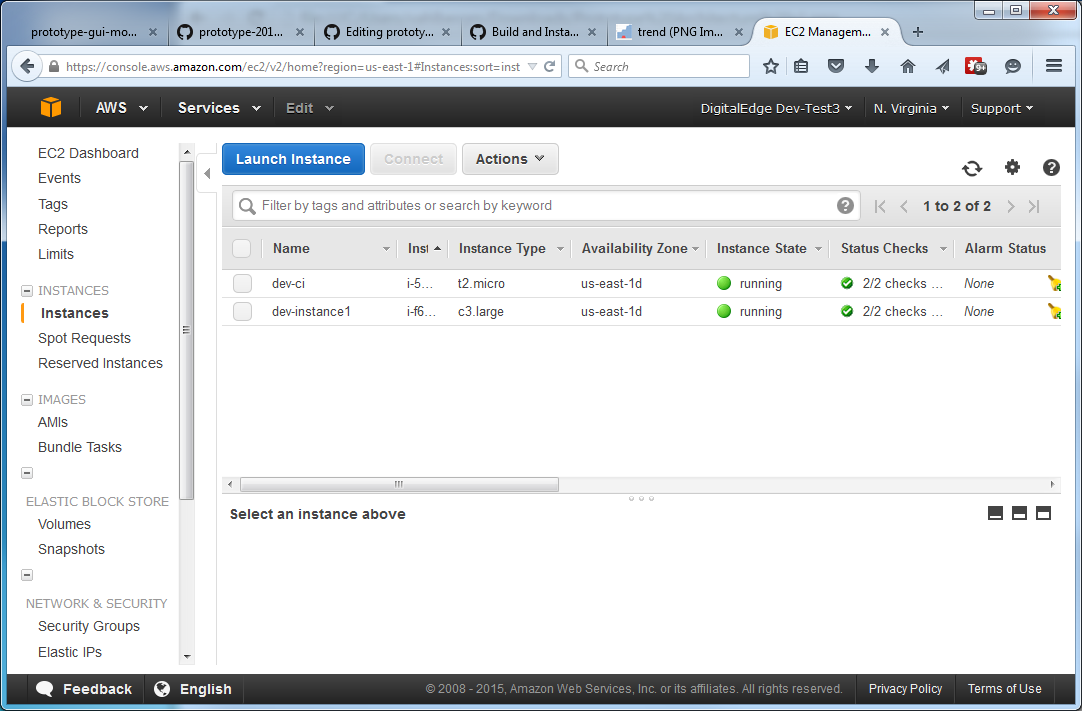 prototype-gui-mo... prototype-201... Editing prototy... Build and Insta... trend (PNG Im... EC2 Managem...
https://console.aws.amazon.com/ec2/v2/home?region=us-east-1#Instances:sort=inst Search 9+
AWS Services Edit DigitalEdge Dev-Test3 N. Virginia Support
EC2 Dashboard
Events
Tags
Reports
Limits
INSTANCES
Instances
Spot Requests
Reserved Instances
IMAGES
AMIs
Bundle Tasks
ELASTIC BLOCK STORE
Volumes
Snapshots
NETWORK & SECURITY
Security Groups
Elastic IPs
Launch Instance Connect Actions
Filter by tags and attributes or search by keyword 1 to 2 of 2
Name Inst Instance Type Availability Zone Instance State Status Checks Alarm Status
dev-ci i-5... t2.micro us-east-1d running 2/2 checks ... None
dev-instance1 i-f6... c3.large us-east-1d running 2/2 checks ... None
Select an instance above
Feedback English © 2008 - 2015, Amazon Web Services, Inc. or its affiliates. All rights reserved. Privacy Policy Terms of Use